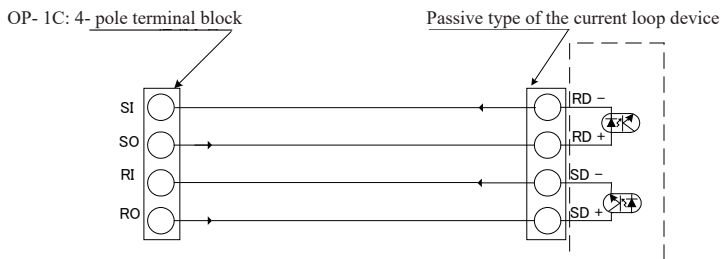 OP- 1C: 4- pole terminal block
Passive type of the current loop device
SI
RD −
SO
RD +
RI
SD −
RO
SD +